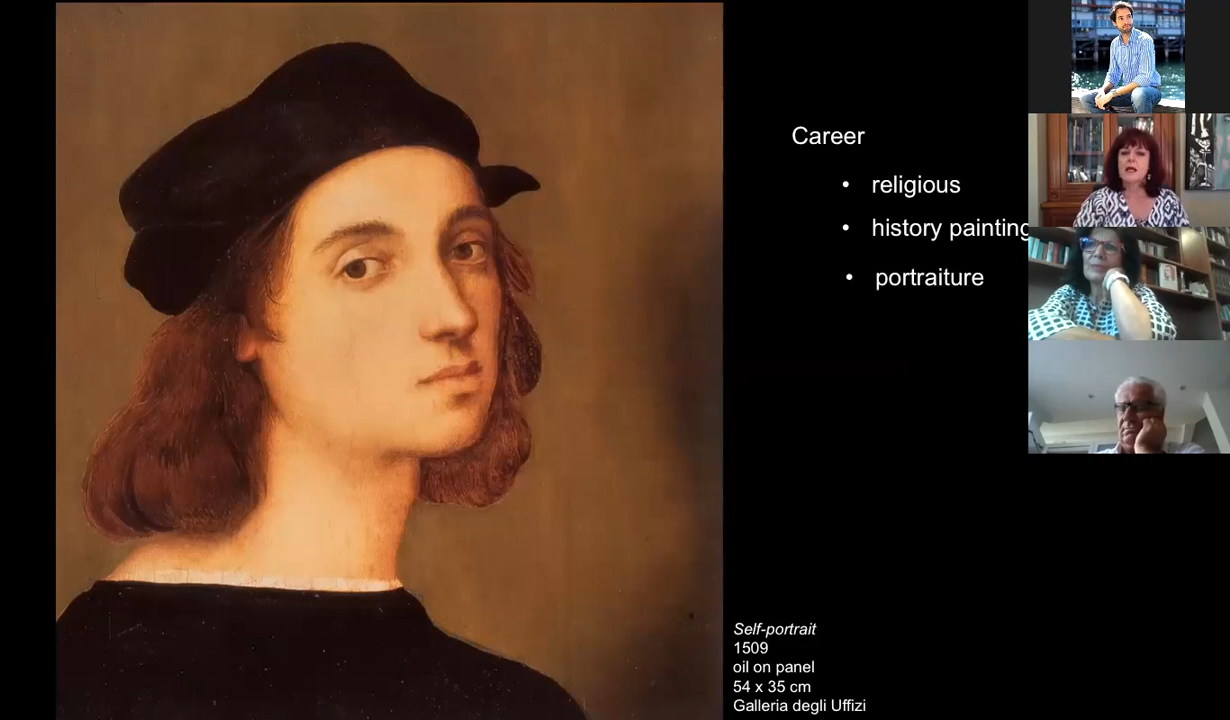 Career
• religious
• history painting
• portraiture
Self-portrait
1509
oil on panel
54 x 35 cm
Galleria degli Uffizi